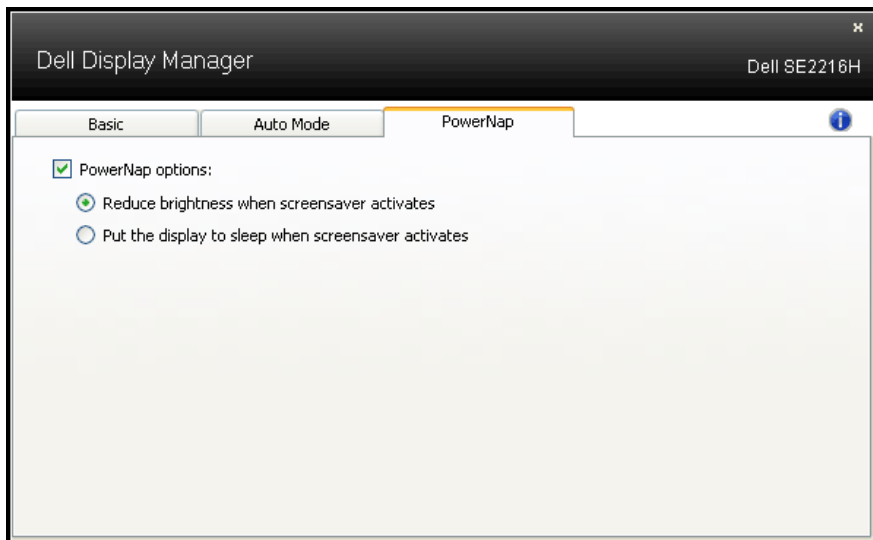 Dell Display Manager
Dell SE2216H
Basic
Auto Mode
PowerNap
PowerNap options:
Reduce brightness when screensaver activates
Put the display to sleep when screensaver activates